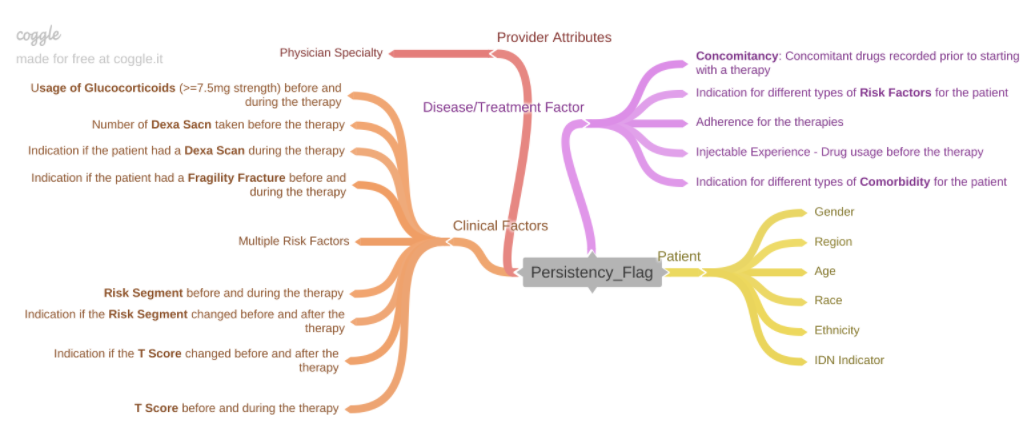 coggle
made for free at coggle.it
Provider Attributes
Physician Specialty
Usage of Glucocorticoids (>=7.5mg strength) before and
during the therapy
Number of Dexa Sacn taken before the therapy
Indication if the patient had a Dexa Scan during the therapy
Indication if the patient had a Fragility Fracture before and
during the therapy
Multiple Risk Factors
Risk Segment before and during the therapy
Indication if the Risk Segment changed before and after the
therapy
Indication if the T Score changed before and after the
therapy
T Score before and during the therapy
Clinical Factors
Disease/Treatment Factor
Concomitancy: Concomitant drugs recorded prior to starting
with a therapy
Indication for different types of Risk Factors for the patient
Adherence for the therapies
Injectable Experience - Drug usage before the therapy
Indication for different types of Comorbidity for the patient
Persistency_Flag
Patient
Gender
Region
Age
Race
Ethnicity
IDN Indicator